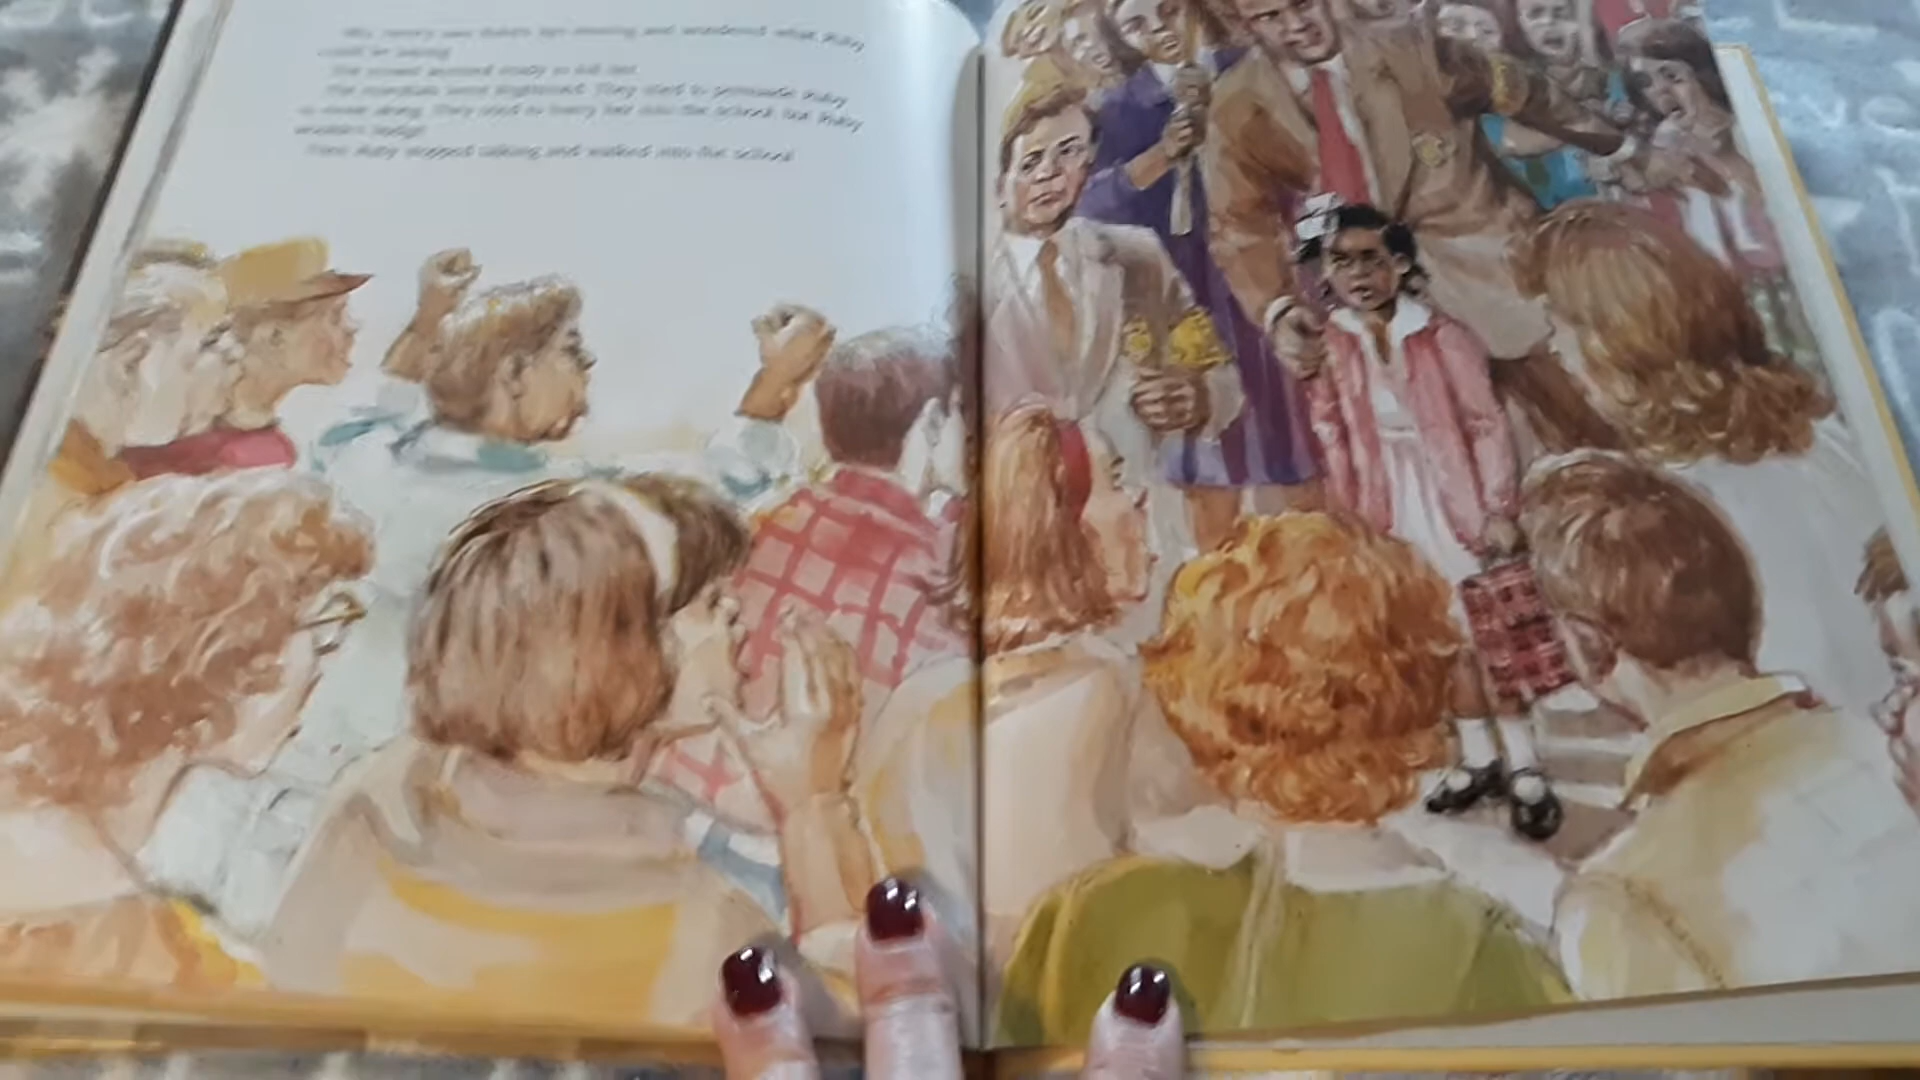 Mrs. Henry saw Ruby's lips moving and wondered what Ruby
could be saying.
The crowd seemed ready to kill her.
The marshals were frightened. They tried to persuade Ruby
to move along. They tried to hurry her into the school, but Ruby
wouldn't budge.
Then Ruby stopped talking and walked into the school.